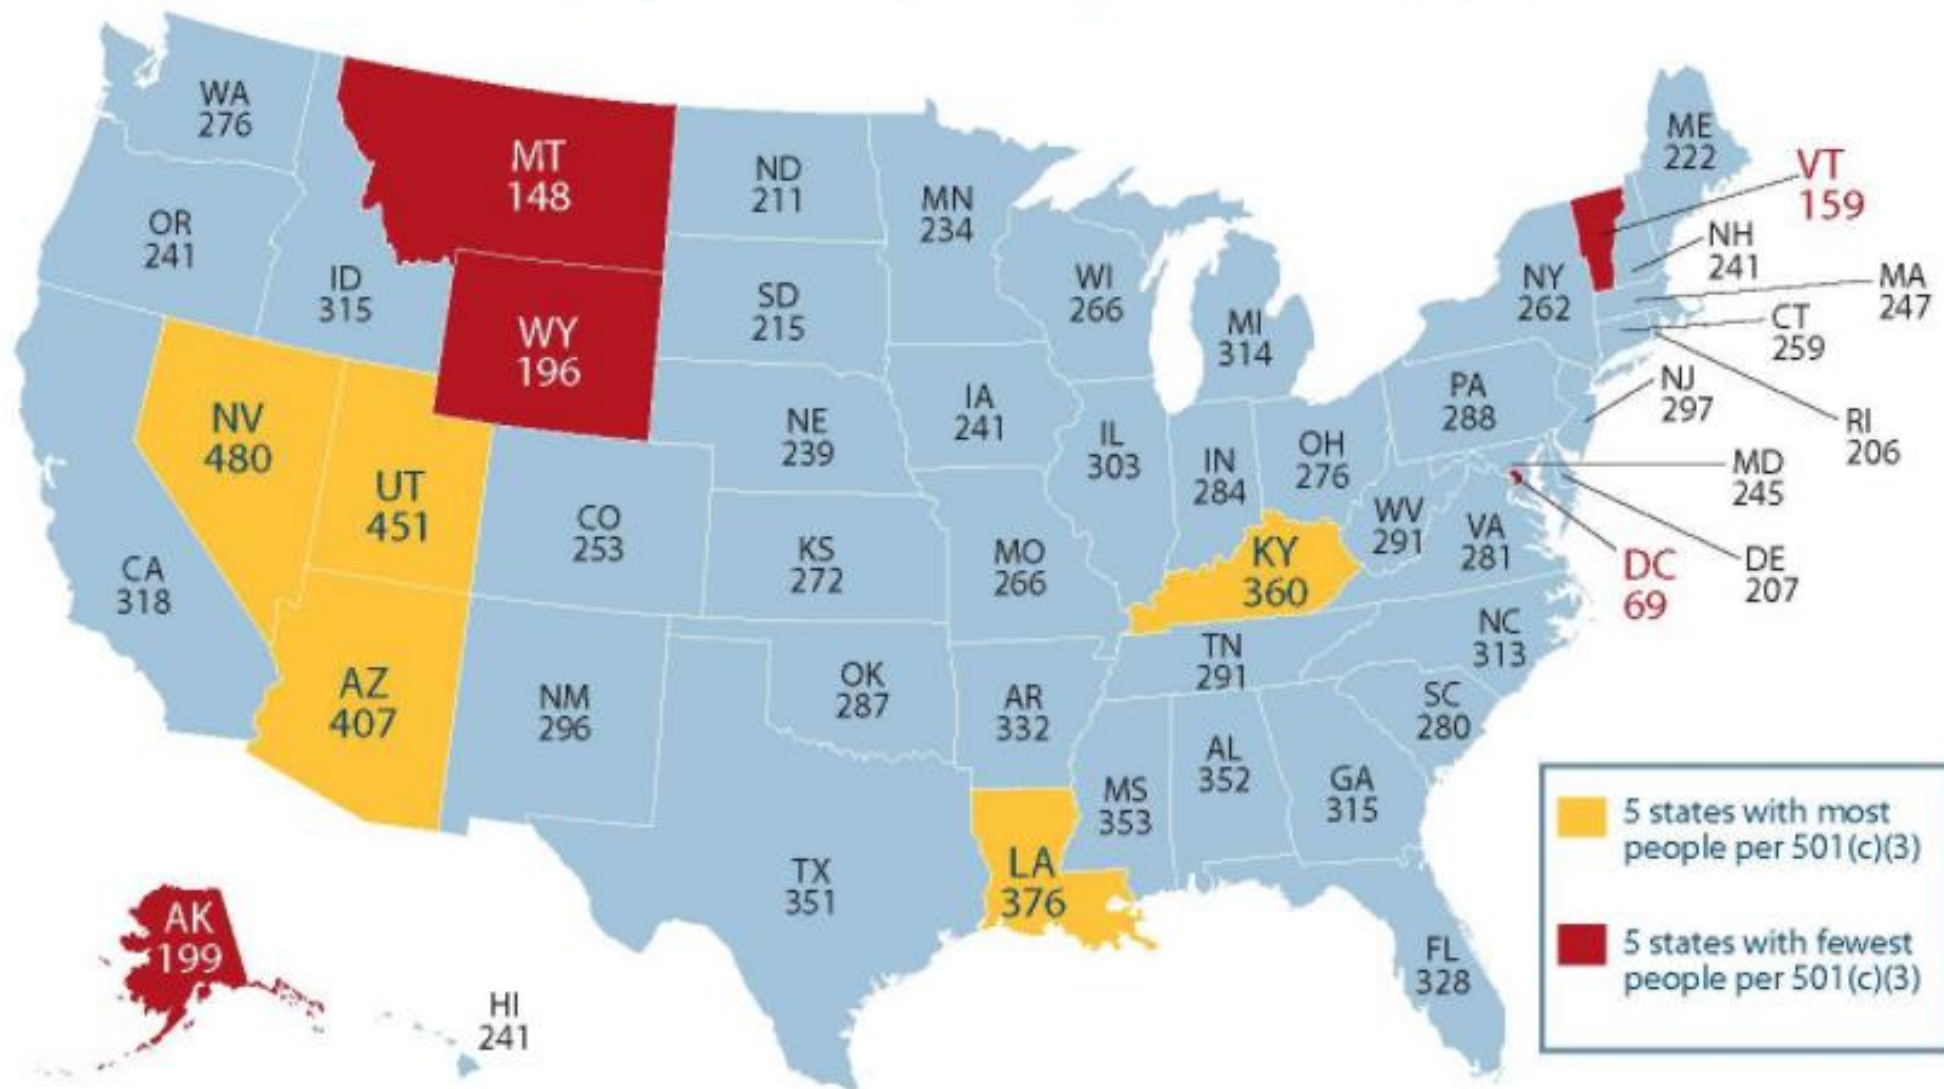 WA
276
OR
241
ID
315
MT
148
WY
196
ND
211
SD
215
MN
234
WI
266
MI
314
ME
222
VT
159
NH
241
MA
247
NY
262
CT
259
NJ
297
RI
206
PA
288
MD
245
DE
207
DC
69
NV
480
UT
451
CO
253
NE
239
IA
241
IL
303
IN
284
OH
276
WV
291
VA
281
KY
360
CA
318
KS
272
MO
266
AZ
407
NM
296
OK
287
AR
332
TN
291
NC
313
SC
280
MS
353
AL
352
GA
315
TX
351
LA
376
FL
328
AK
199
HI
241
5 states with most
people per 501(c)(3)
5 states with fewest
people per 501(c)(3)